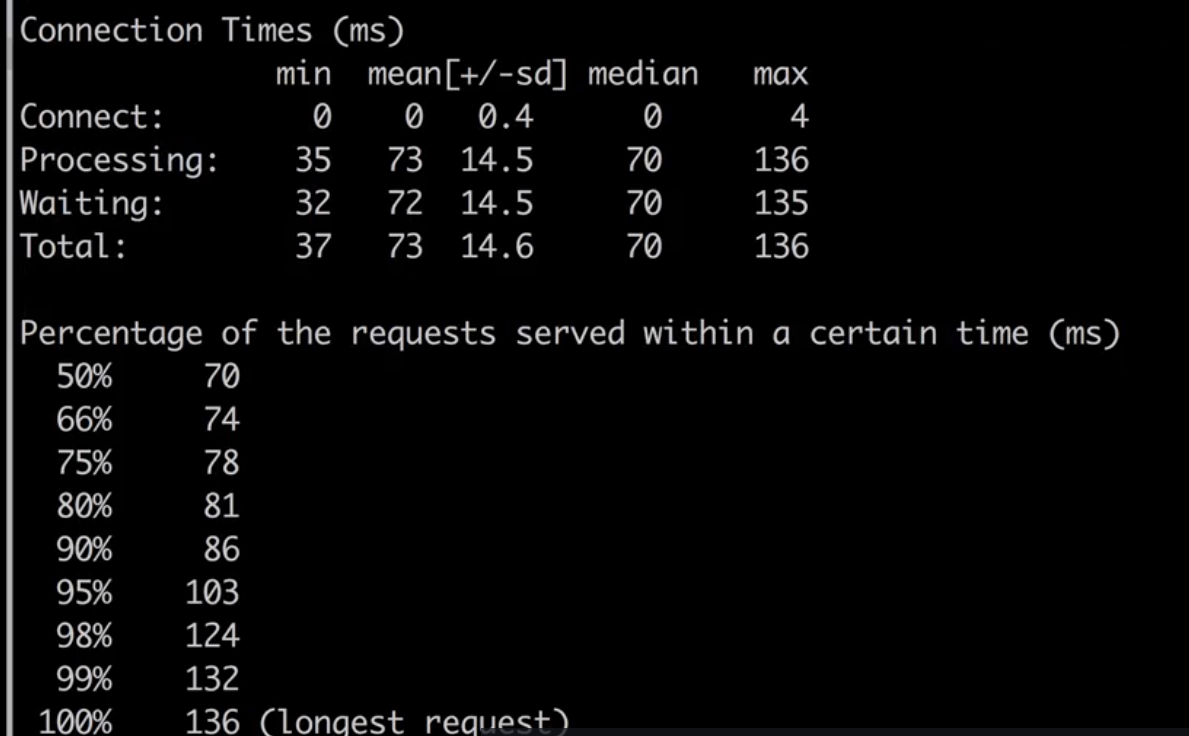 Connection Times (ms)
              min  mean[+/-sd] median   max
Connect:        0    0   0.4      0       4
Processing:    35   73  14.5     70     136
Waiting:       32   72  14.5     70     135
Total:         37   73  14.6     70     136

Percentage of the requests served within a certain time (ms)
  50%     70
  66%     74
  75%     78
  80%     81
  90%     86
  95%    103
  98%    124
  99%    132
 100%    136 (longest request)